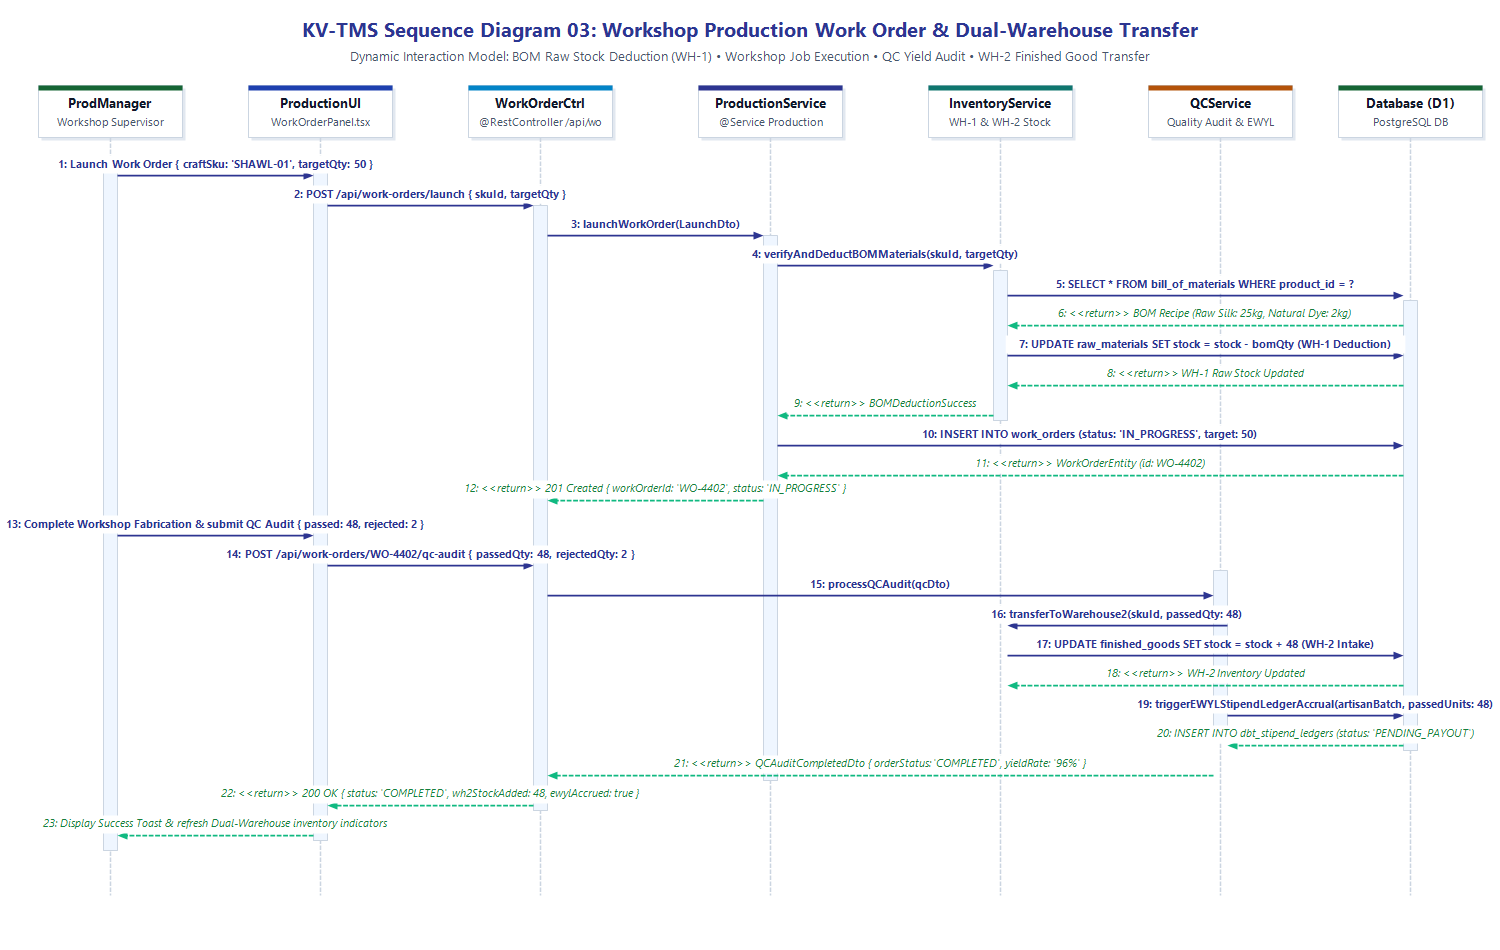 KV-TMS Sequence Diagram 03: Workshop Production Work Order & Dual-Warehouse Transfer
Dynamic Interaction Model: BOM Raw Stock Deduction (WH-1) • Workshop Job Execution • QC Yield Audit • WH-2 Finished Good Transfer
ProdManager
Workshop Supervisor
ProductionUI
WorkOrderPanel.tsx
WorkOrderCtrl
@RestController /api/wo
ProductionService
@Service Production
InventoryService
WH-1 & WH-2 Stock
QCService
Quality Audit & EWYL
Database (D1)
PostgreSQL DB
1: Launch Work Order { craftSku: 'SHAWL-01', targetQty: 50 }
2: POST /api/work-orders/launch { skuId, targetQty }
3: launchWorkOrder(LaunchDto)
4: verifyAndDeductBOMMaterials(skuId, targetQty)
5: SELECT * FROM bill_of_materials WHERE product_id = ?
6: <<return>> BOM Recipe (Raw Silk: 25kg, Natural Dye: 2kg)
7: UPDATE raw_materials SET stock = stock - bomQty (WH-1 Deduction)
8: <<return>> WH-1 Raw Stock Updated
9: <<return>> BOMDeductionSuccess
10: INSERT INTO work_orders (status: 'IN_PROGRESS', target: 50)
11: <<return>> WorkOrderEntity (id: WO-4402)
12: <<return>> 201 Created { workOrderId: 'WO-4402', status: 'IN_PROGRESS' }
13: Complete Workshop Fabrication & submit QC Audit { passed: 48, rejected: 2 }
14: POST /api/work-orders/WO-4402/qc-audit { passedQty: 48, rejectedQty: 2 }
15: processQCAudit(qcDto)
16: transferToWarehouse2(skuId, passedQty: 48)
17: UPDATE finished_goods SET stock = stock + 48 (WH-2 Intake)
18: <<return>> WH-2 Inventory Updated
19: triggerEWYLStipendLedgerAccrual(artisanBatch, passedUnits: 48)
20: INSERT INTO dbt_stipend_ledgers (status: 'PENDING_PAYOUT')
21: <<return>> QCAuditCompletedDto { orderStatus: 'COMPLETED', yieldRate: '96%' }
22: <<return>> 200 OK { status: 'COMPLETED', wh2StockAdded: 48, ewylAccrued: true }
23: Display Success Toast & refresh Dual-Warehouse inventory indicators